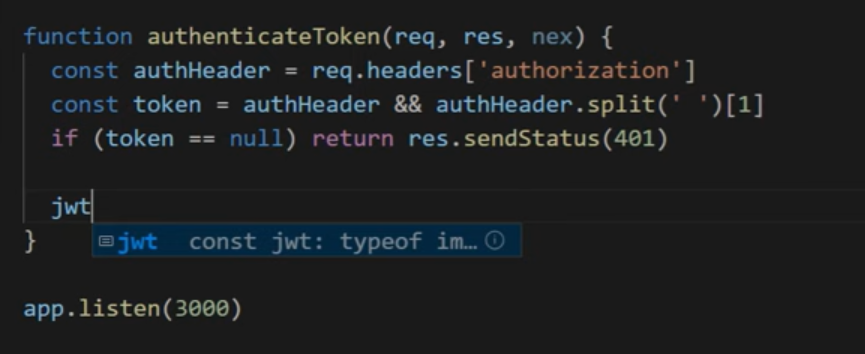 function authenticateToken(req, res, nex) {
const authHeader = req.headers['authorization']
const token = authHeader && authHeader.split(' ')[1]
if (token == null) return res.sendStatus(401)
jwt
} jwt const jwt: typeof im…
app.listen(3000)